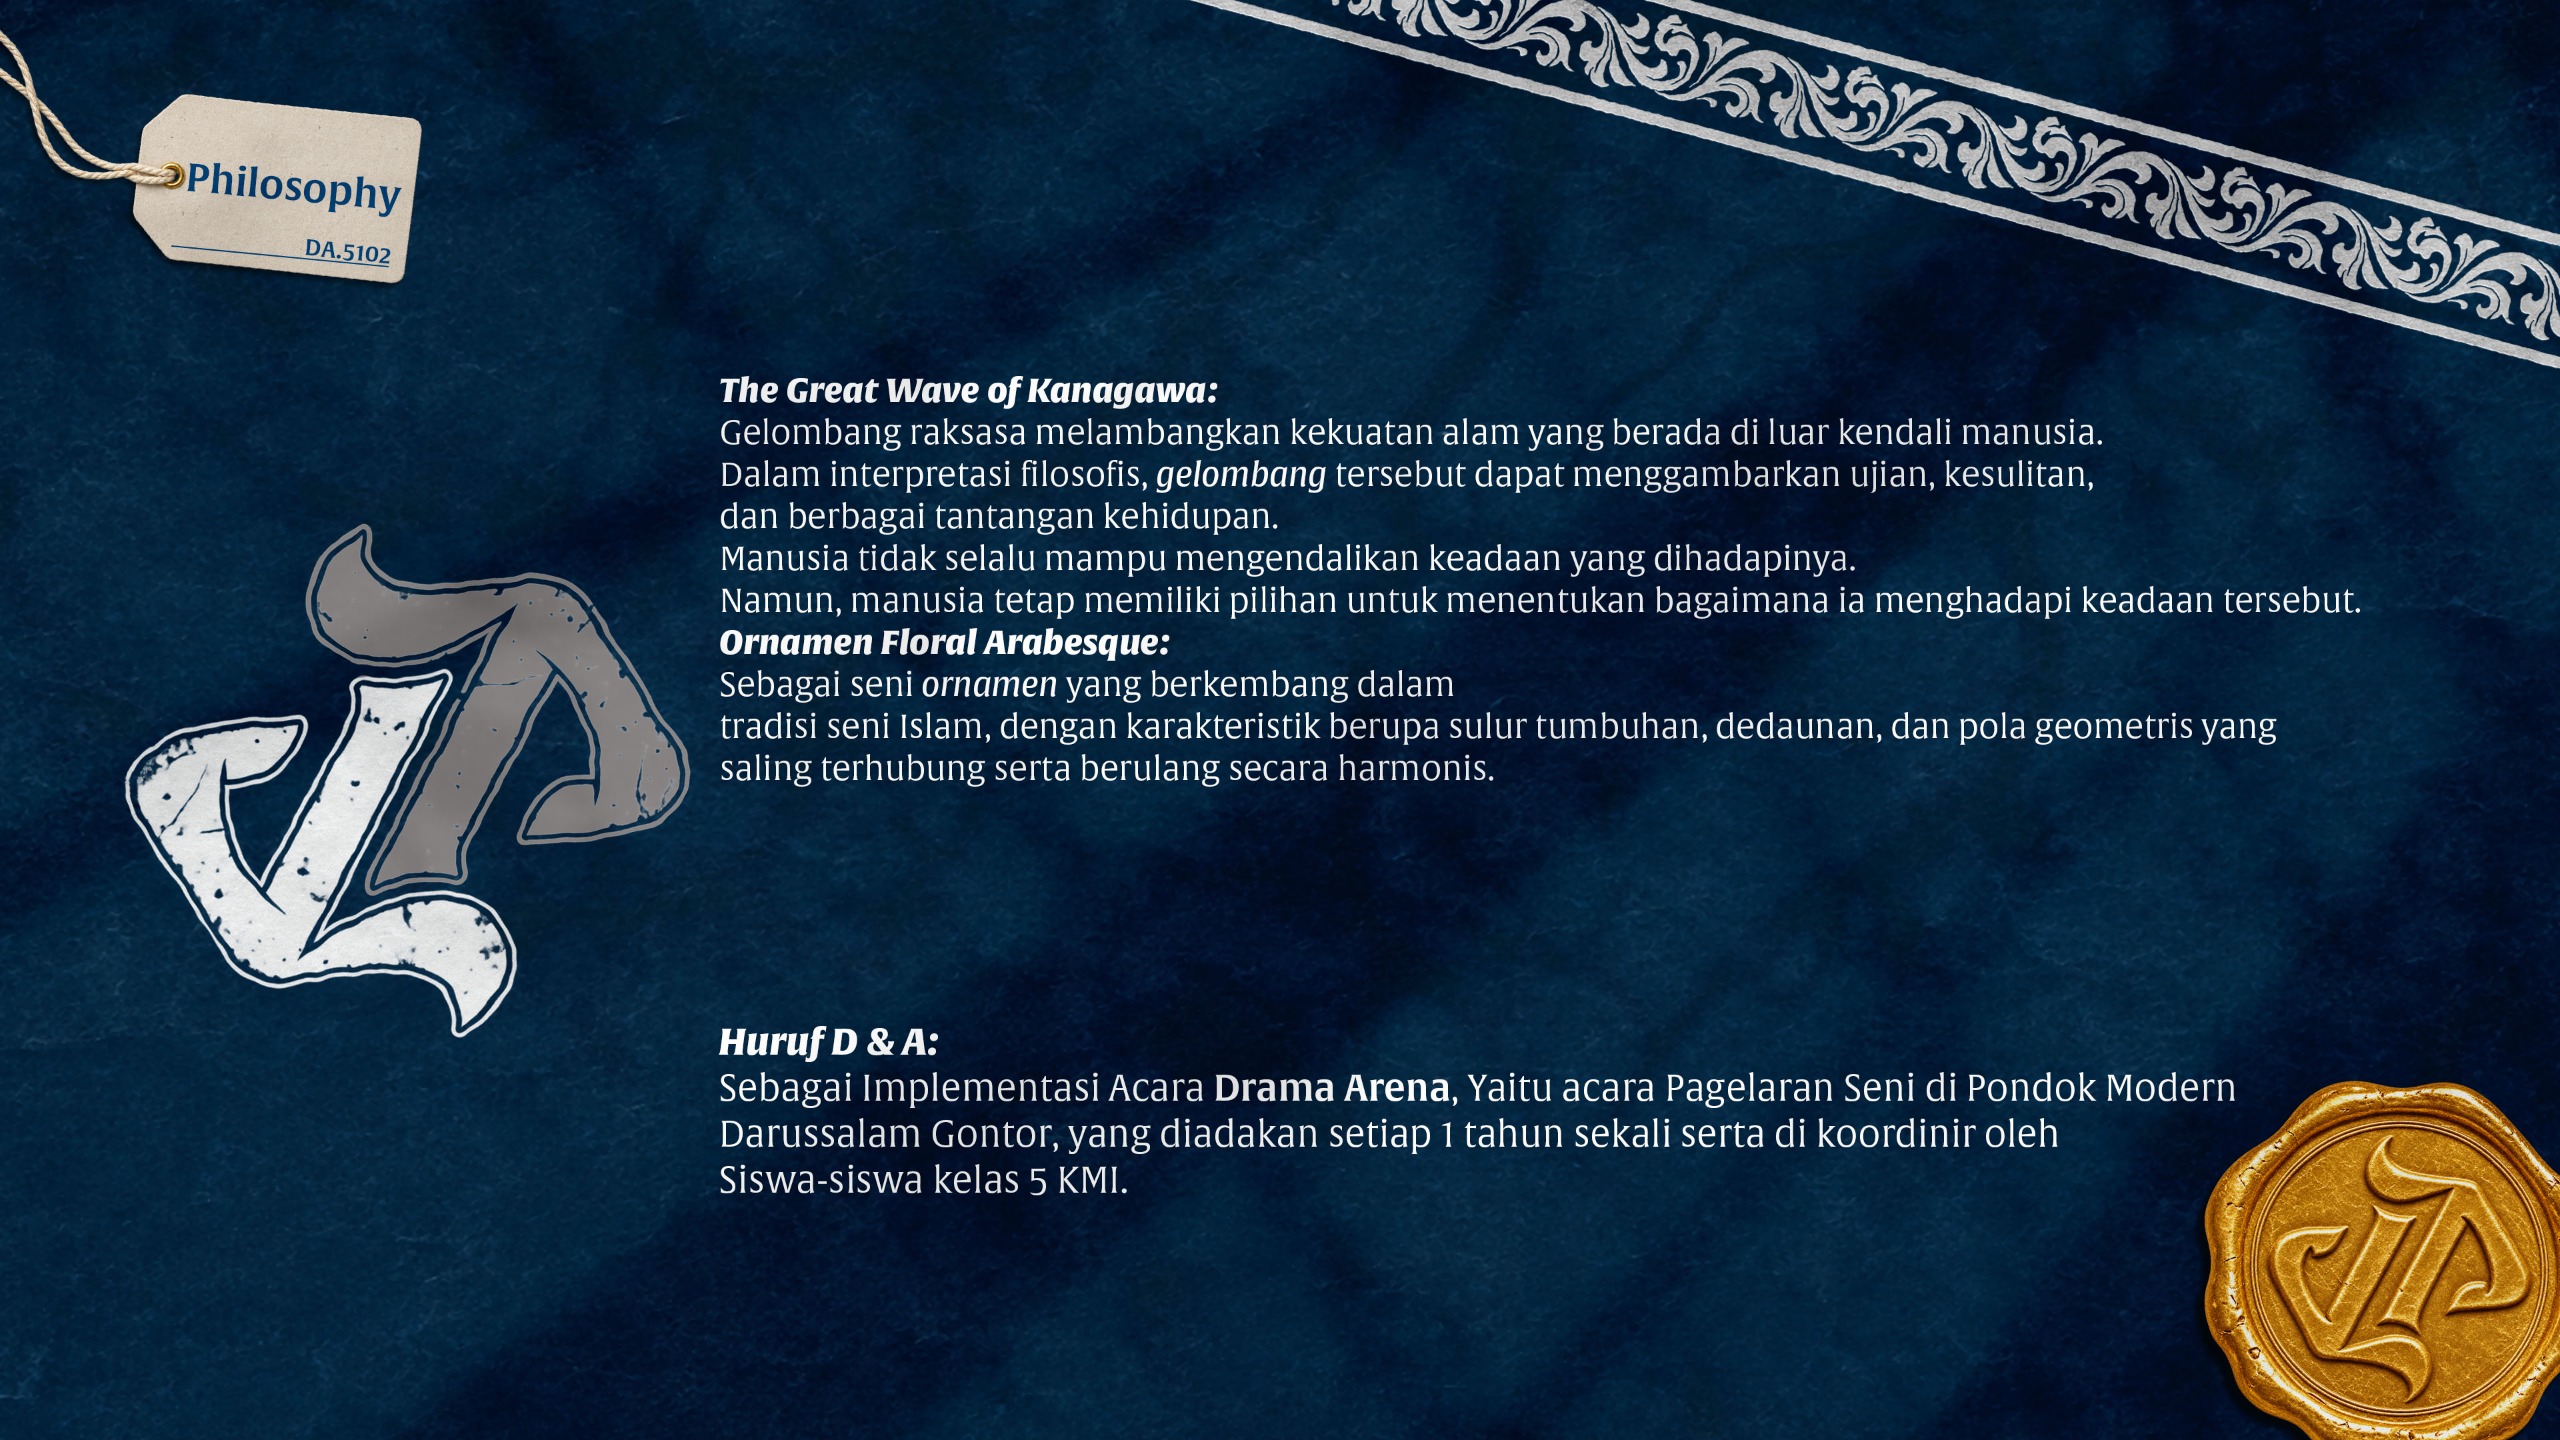 Philosophy
DA.5102
The Great Wave of Kanagawa:
Gelombang raksasa melambangkan kekuatan alam yang berada di luar kendali manusia.
Dalam interpretasi filosofis, gelombang tersebut dapat menggambarkan ujian, kesulitan,
dan berbagai tantangan kehidupan.
Manusia tidak selalu mampu mengendalikan keadaan yang dihadapinya.
Namun, manusia tetap memiliki pilihan untuk menentukan bagaimana ia menghadapi keadaan tersebut.
Ornamen Floral Arabesque:
Sebagai seni ornamen yang berkembang dalam
tradisi seni Islam, dengan karakteristik berupa sulur tumbuhan, dedaunan, dan pola geometris yang
saling terhubung serta berulang secara harmonis.
Huruf D & A:
Sebagai Implementasi Acara Drama Arena, Yaitu acara Pagelaran Seni di Pondok Modern
Darussalam Gontor, yang diadakan setiap 1 tahun sekali serta di koordinir oleh
Siswa-siswa kelas 5 KMI.